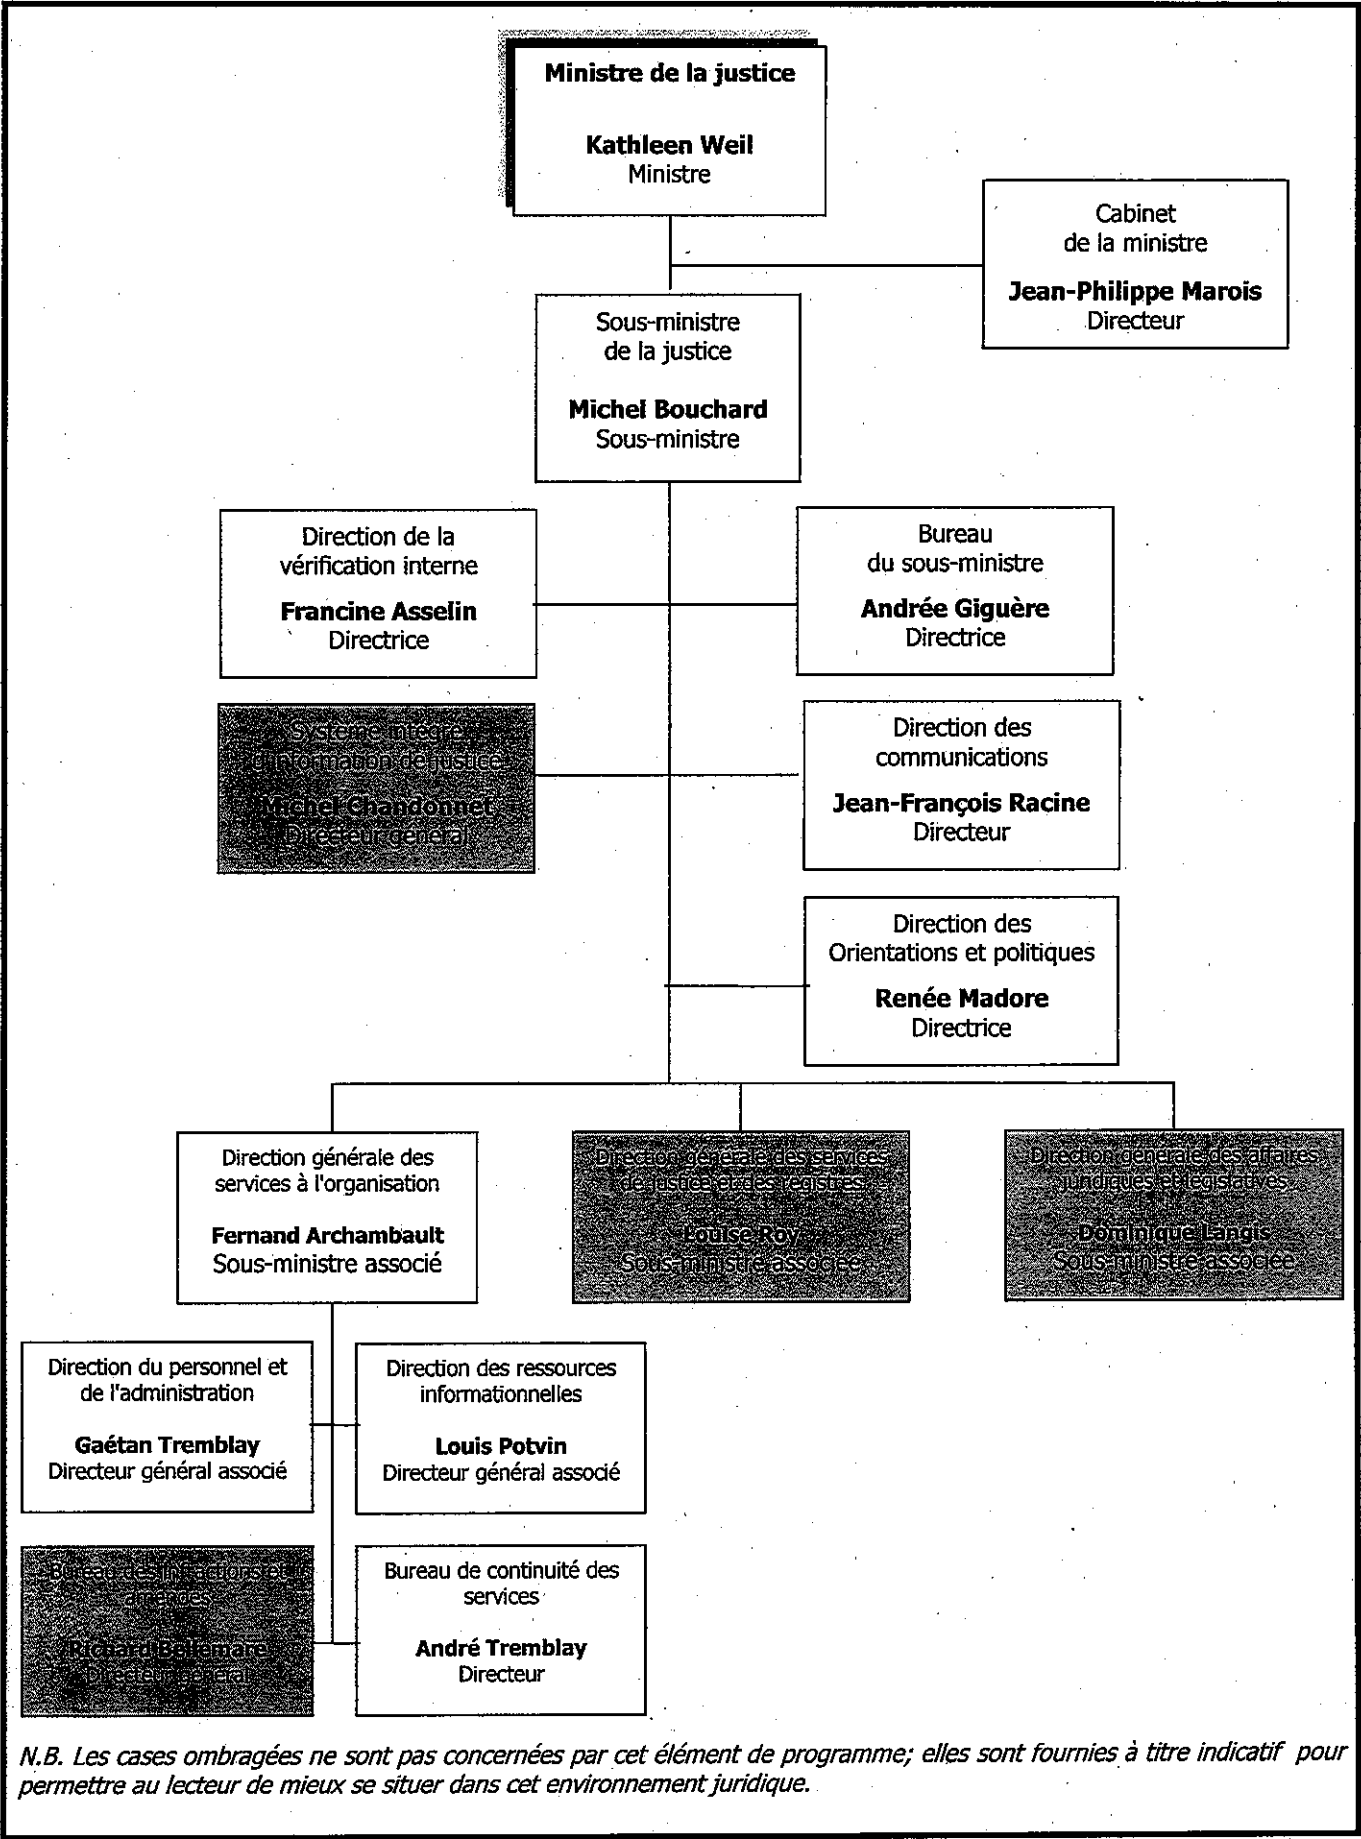 Ministre de la justice
Kathleen Weil
Ministre
Cabinet
de la ministre
Jean-Philippe Marois
Directeur
Sous-ministre
de la justice
Michel Bouchard
Sous-ministre
Direction de la
vérification interne
Francine Asselin
Directrice
Bureau
du sous-ministre
Andrée Giguère
Directrice
Système intégré
d'information de justice
Michel Chandonnet
Directeur général
Direction des
communications
Jean-François Racine
Directeur
Direction des
Orientations et politiques
Renée Madore
Directrice
Direction générale des
services à l'organisation
Fernand Archambault
Sous-ministre associé
Direction générale des services
de justice et des registres
Louise Roy
Sous-ministre associée
Direction générale des affaires
juridiques et législatives
Dominique Langis
Sous-ministre associée
Direction du personnel et
de l'administration
Gaétan Tremblay
Directeur général associé
Direction des ressources
informationnelles
Louis Potvin
Directeur général associé
Bureau des infractions et
amendes
Richard Bellemare
Directeur général
Bureau de continuité des
services
André Tremblay
Directeur
N.B. Les cases ombragées ne sont pas concernées par cet élément de programme; elles sont fournies à titre indicatif pour
permettre au lecteur de mieux se situer dans cet environnement juridique.